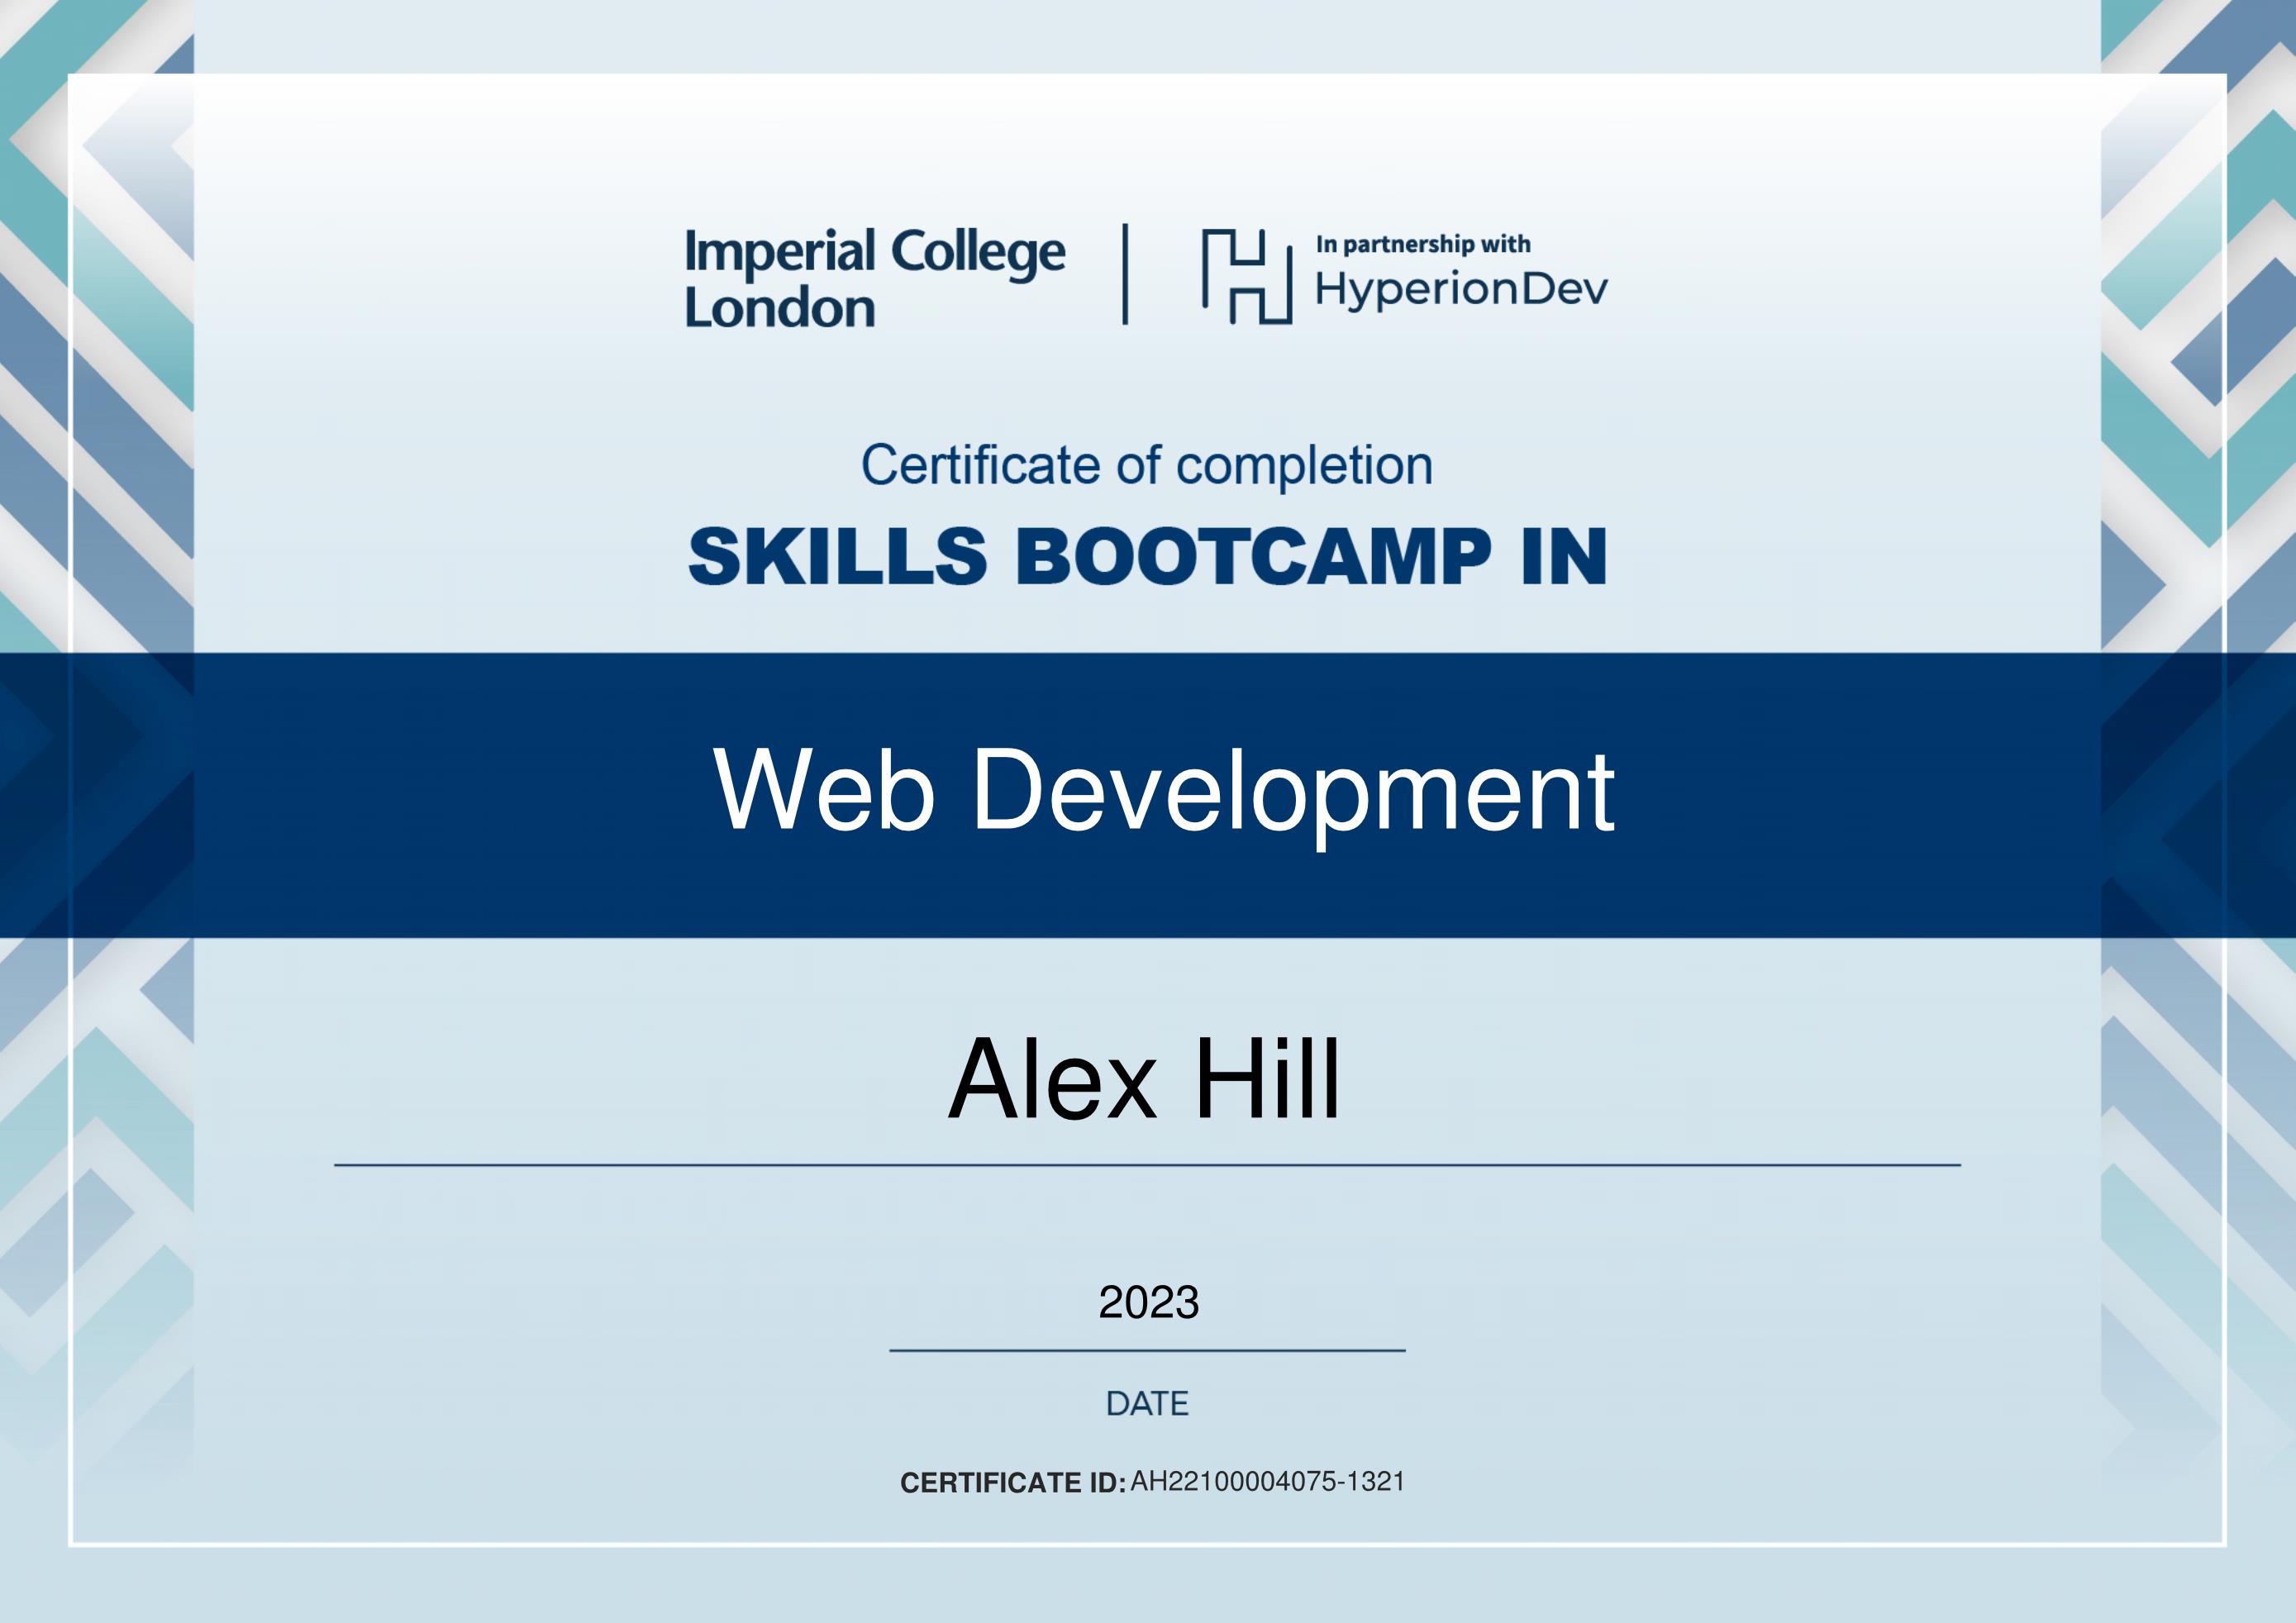 Imperial College
London
In partnership with
HyperionDev
Certificate of completion
SKILLS BOOTCAMP IN
Web Development
Alex Hill
2023
DATE
CERTIFICATE ID: AH22100004075-1321